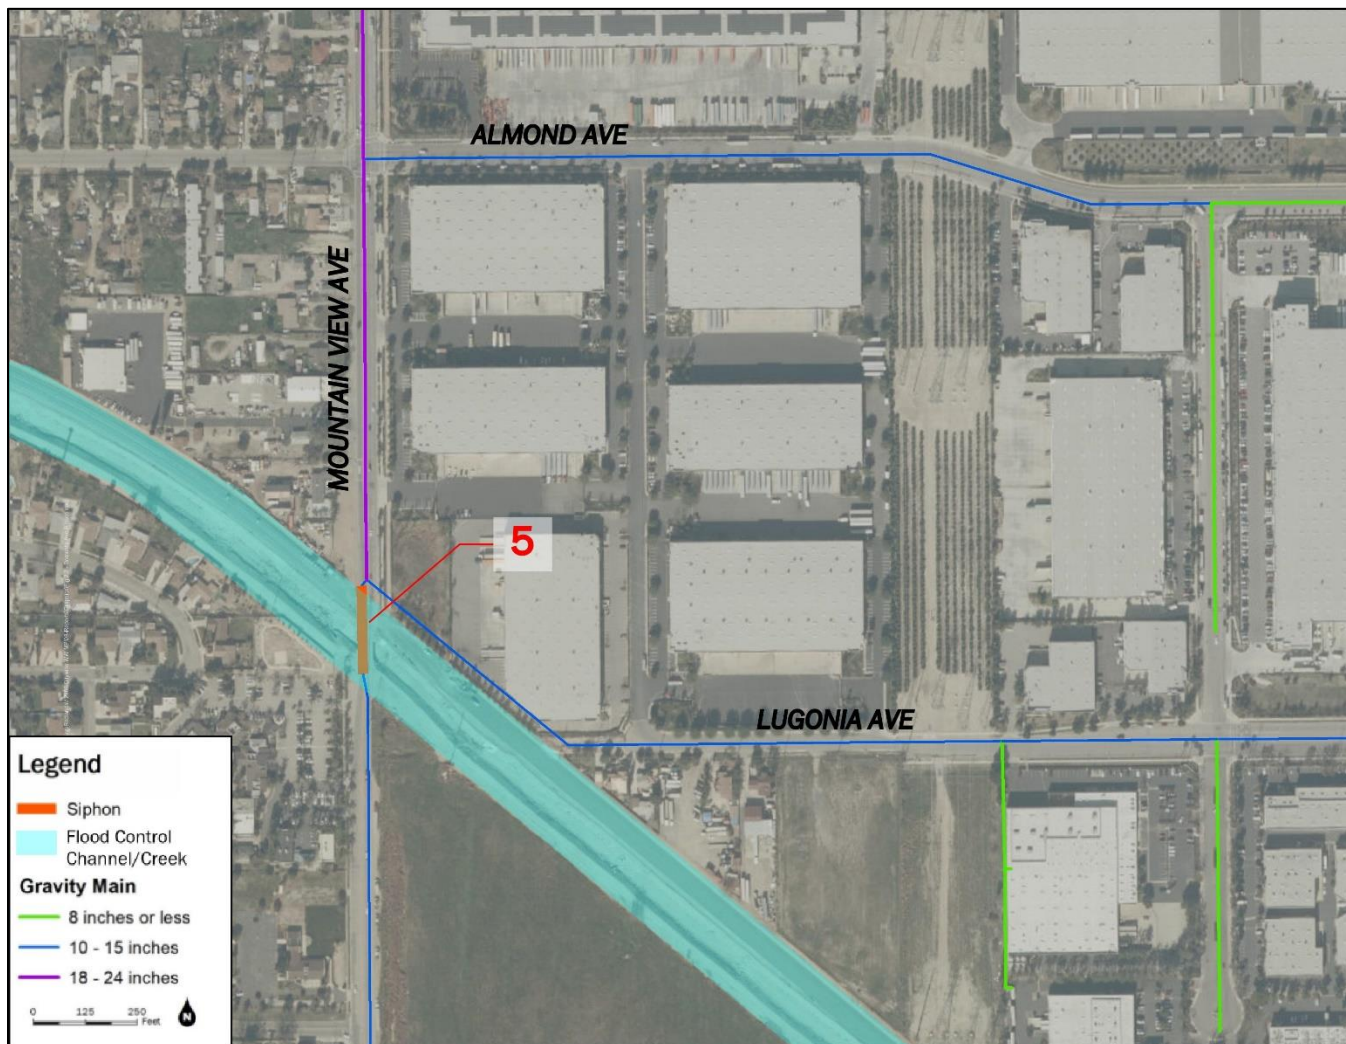 ALMOND AVE
MOUNTAIN VIEW AVE
5
LUGONIA AVE
Legend
Siphon
Flood Control
Channel/Creek
Gravity Main
8 inches or less
10 - 15 inches
18 - 24 inches
0 125 250
Feet
N